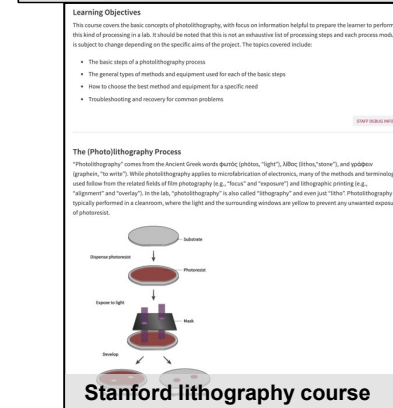 Learning Objectives
This course covers the basic concepts of photolithography, with focus on information helpful to prepare the learner to perform
this kind of processing in a lab. It should be noted that this is not an exhaustive list of processing steps and each process modu
is subject to change depending on the specific aims of the project. The topics covered include:
• The basic steps of a photolithography process
• The general types of methods and equipment used for each of the basic steps
• How to choose the best method and equipment for a specific need
• Troubleshooting and recovery for common problems
STAFF DEBUG INFO
The (Photo)lithography Process
"Photolithography" comes from the Ancient Greek words φωτός (phōtos, "light"), λίθος (lithos,"stone"), and γράφειν
(graphein, "to write"). While photolithography applies to microfabrication of electronics, many of the methods and terminolog
used follow from the related fields of film photography (e.g., "focus" and "exposure") and lithographic printing (e.g.,
"alignment" and "overlay"). In the lab, "photolithography" is also called "lithography" and even just "litho". Photolithography
typically performed in a cleanroom, where the light and the surrounding windows are yellow to prevent any unwanted exposu
of photoresist.
Substrate
Dispense photoresist
Photoresist
Expose to light
Mask
Develop
Stanford lithography course